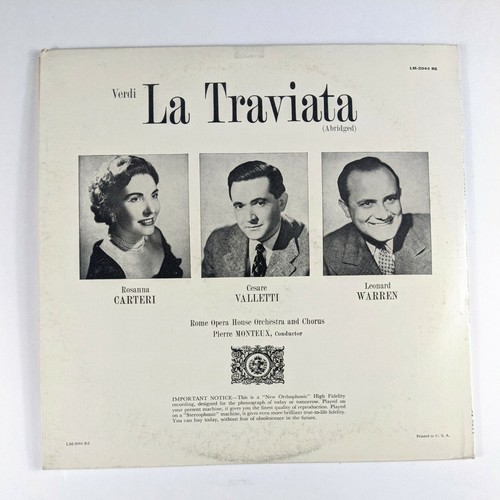 LM-2044 RE
Verdi La Traviata
(Abridged)
Rosanna
CARTERI
Cesare
VALLETTI
Leonard
WARREN
Rome Opera House Orchestra and Chorus
Pierre MONTEUX, Conductor
IMPORTANT NOTICE—This is a "New Orthophonic" High Fidelity
recording, designed for the phonograph of today or tomorrow. Played on
your present machine, it gives you the finest quality of reproduction. Played
on a "Stereophonic" machine, it gives even more brilliant true-to-life fidelity.
You can buy today, without fear of obsolescence in the future.
Printed in U. S. A.